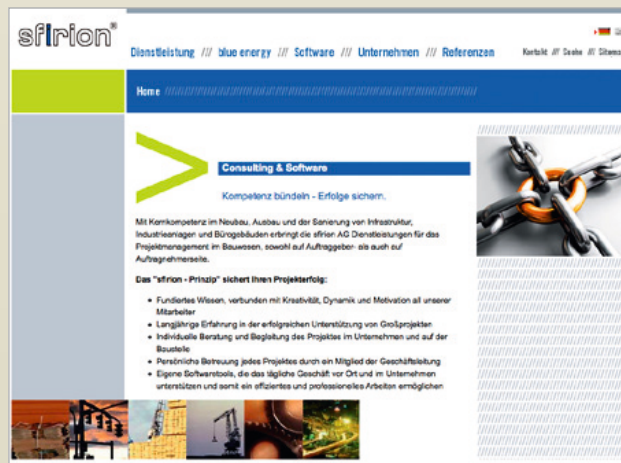 sfirion®
Dienstleistung /// blue energy /// Software /// Unternehmen /// Referenzen
Kontakt /// Suche /// Sitemap
Home
Consulting & Software
Kompetenz bündeln - Erfolge sichern.
Mit Kernkompetenz im Neubau, Ausbau und der Sanierung von Infrastruktur,
Industrieanlagen und Bürogebäuden erbringt die sfirion AG Dienstleistungen für das
Projektmanagement im Bauwesen, sowohl auf Auftraggeber- als auch auf
Auftragnehmerseite.
Das "sfirion - Prinzip" sichert Ihren Projekterfolg:
• Fundiertes Wissen, verbunden mit Kreativität, Dynamik und Motivation all unserer
Mitarbeiter
• Langjährige Erfahrung in der erfolgreichen Unterstützung von Großprojekten
• Individuelle Beratung und Begleitung des Projektes im Unternehmen und auf der
Baustelle
• Persönliche Betreuung jedes Projektes durch ein Mitglied der Geschäftsleitung
• Eigene Softwaretools, die das tägliche Geschäft vor Ort und im Unternehmen
unterstützen und somit ein effizientes und professionelles Arbeiten ermöglichen